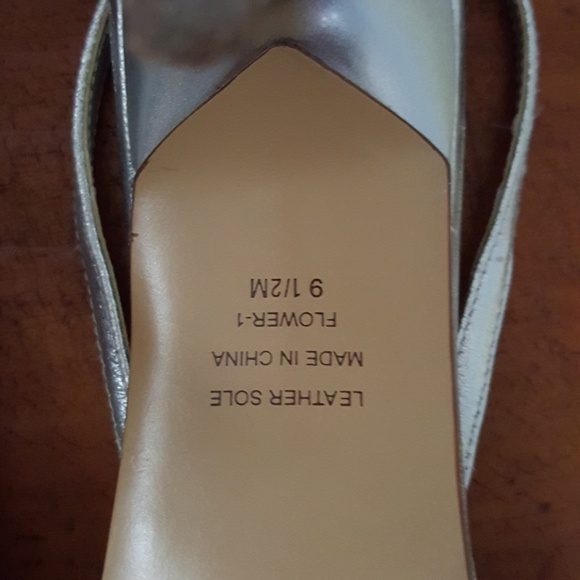 LEATHER SOLE
MADE IN CHINA
FLOWER-1
9 1/2M